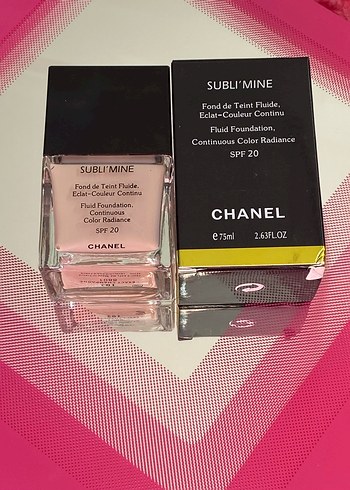 SUBLI'MINE
Fond de Teint Fluide,
Eclat-Couleur Continu
Fluid Foundation,
Continuous
Color Radiance
SPF 20
CHANEL
SUBLI'MINE
Fond de Teint Fluide,
Eclat-Couleur Continu
Fluid Foundation,
Continuous Color Radiance
SPF 20
CHANEL
e 75ml 2.63FL.OZ